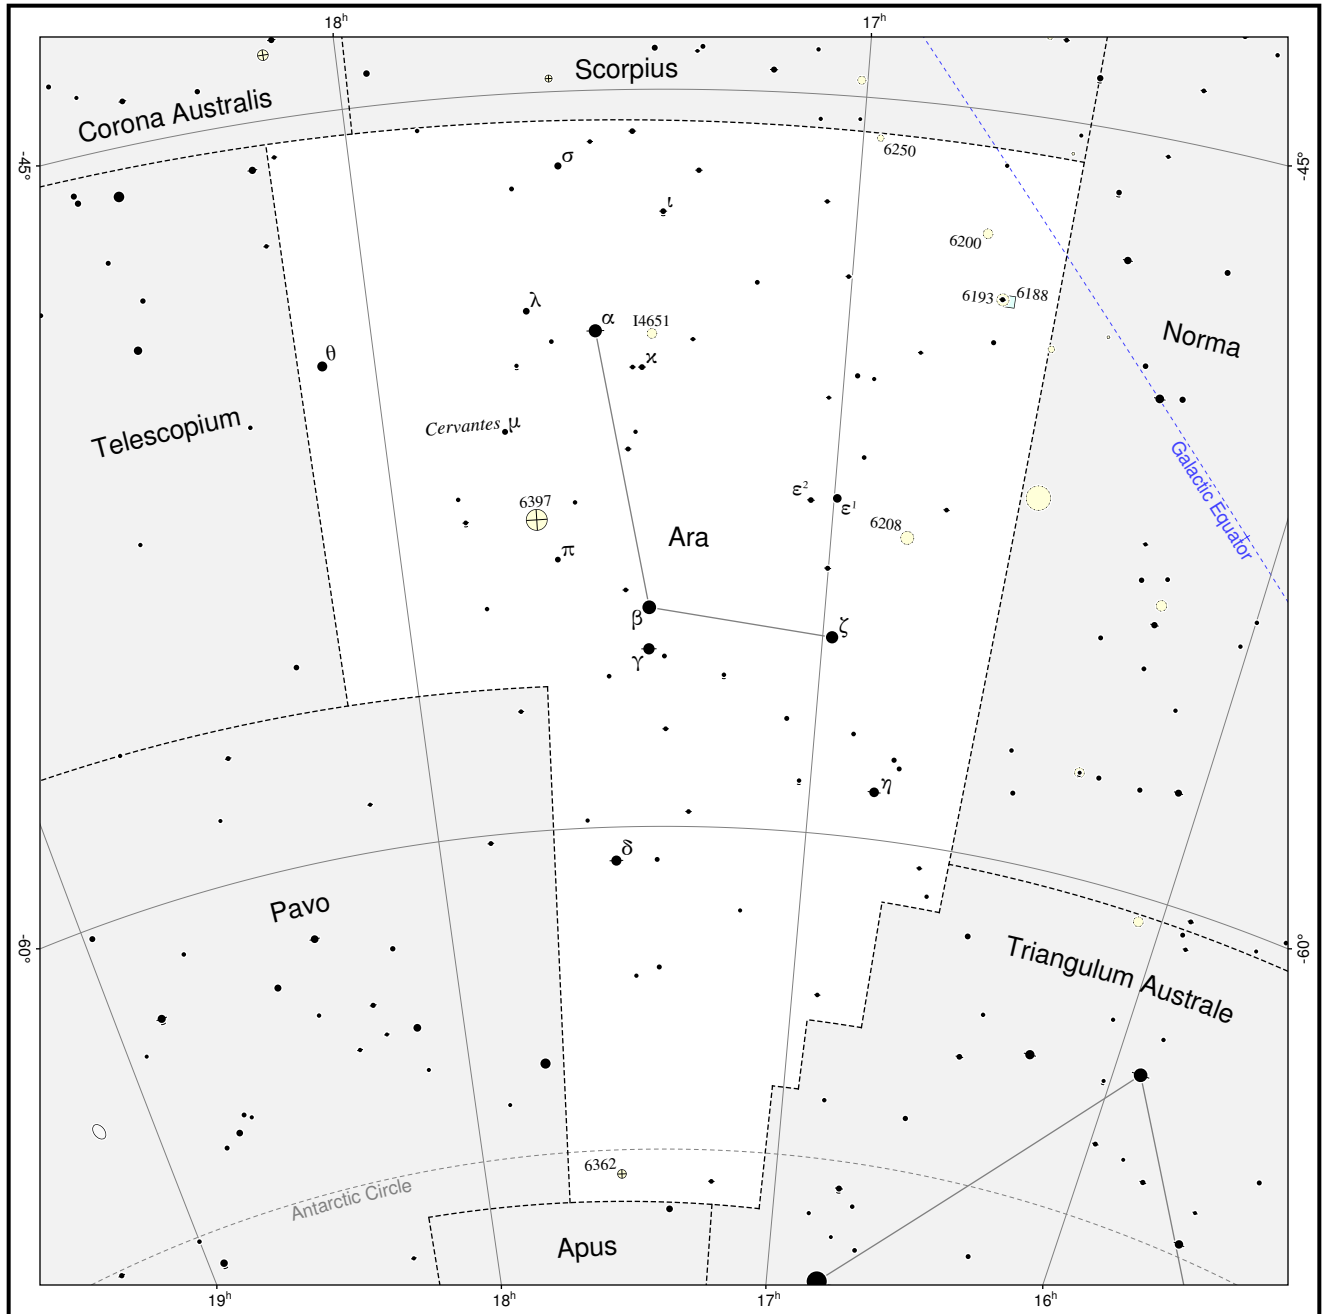 18h 17h
Scorpius
Corona Australis
-45° -45°
σ
6250
ι
6200
6193 6188
λ
α I4651
Norma
θ
ϰ
Telescopium
Cervantes μ
Galactic Equator
6397
ε2
ε1
6208
Ara
π
β
ζ
γ
η
δ
Pavo
-60° -60°
Triangulum Australe
6362
Antarctic Circle
Apus
19h 18h 17h 16h